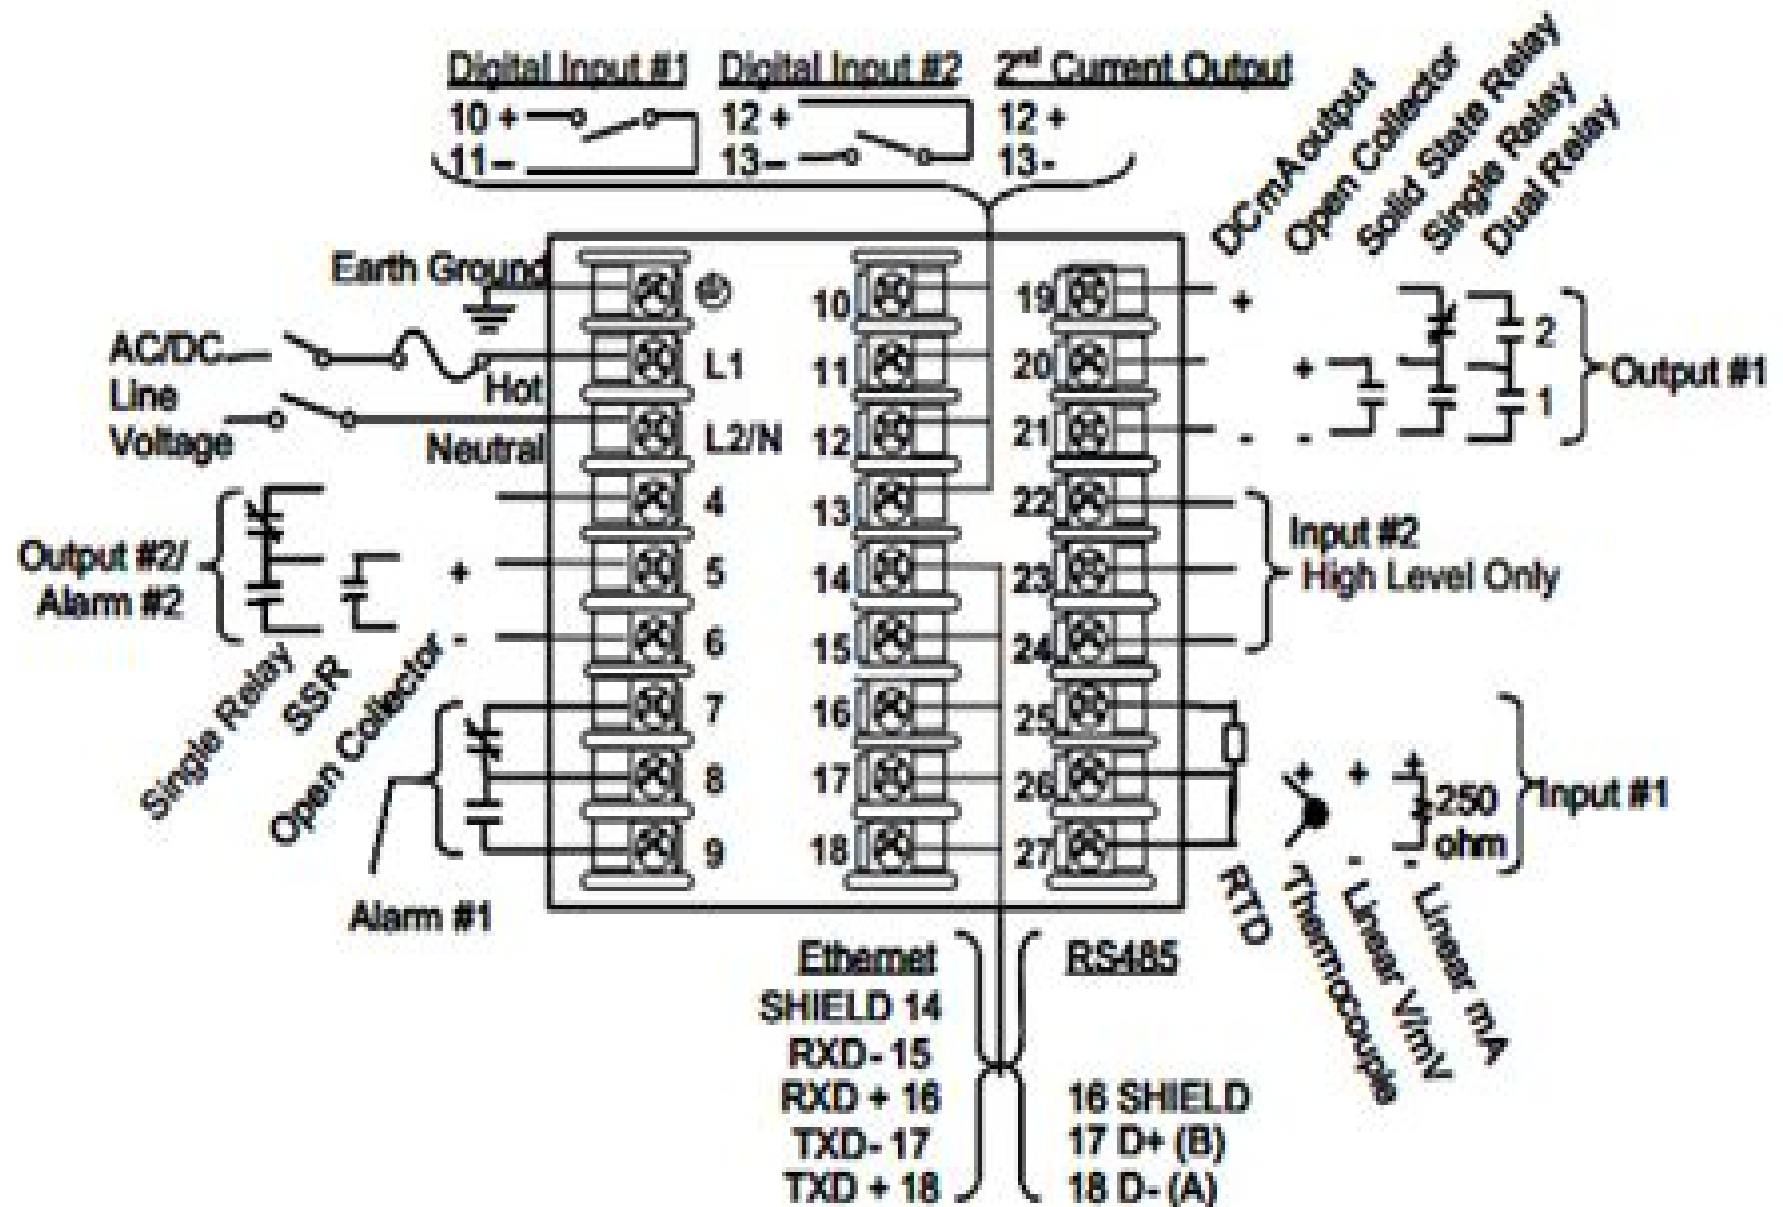 Digital Input #1
10 +
11 –
Digital Input #2
12 +
13 –
2nd Current Output
12 +
13 -
DC mA output
Open Collector
Solid State Relay
Single Relay
Dual Relay
Earth Ground
AC/DC
Line
Voltage
Hot
Neutral
L1
L2/N
4
5
6
7
8
9
10
11
12
13
14
15
16
17
18
19
20
21
22
23
24
25
26
27
+
+
-
-
2
1
Output #1
Output #2/
Alarm #2
+
-
Single Relay
SSR
Open Collector
Alarm #1
Input #2
High Level Only
+
+
+
-
-
250
ohm
Input #1
RTD
Thermocouple
Linear V/mV
Linear mA
Ethernet
SHIELD 14
RXD- 15
RXD + 16
TXD- 17
TXD + 18
RS485
16 SHIELD
17 D+ (B)
18 D- (A)